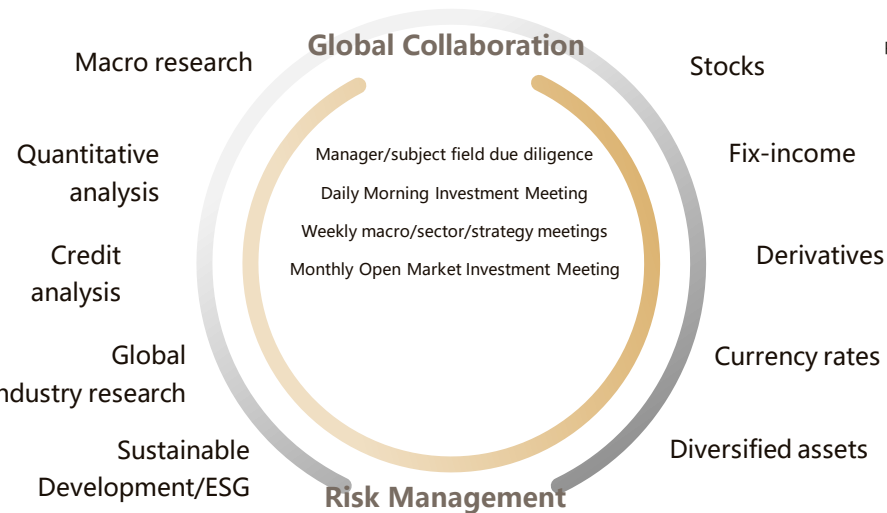 Global Collaboration
Macro research
Quantitative
analysis
Credit
analysis
Global
ndustry research
Sustainable
Development/ESG
Manager/subject field due diligence
Daily Morning Investment Meeting
Weekly macro/sector/strategy meetings
Monthly Open Market Investment Meeting
Stocks
Fix-income
Derivatives
Currency rates
Diversified assets
Risk Management